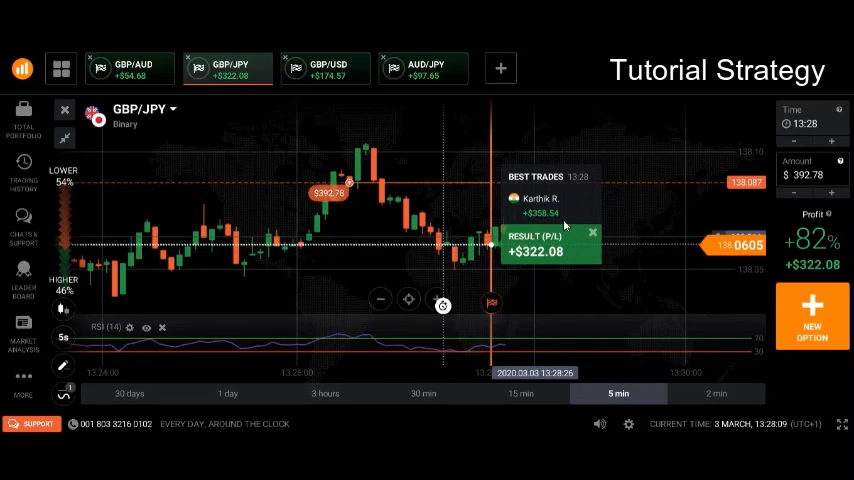 Tutorial Strategy
GBP/AUD
+$54.68
GBP/JPY
+$322.08
GBP/USD
+$174.57
AUD/JPY
+$97.65
TOTAL
PORTFOLIO
TRADING
HISTORY
CHATS &
SUPPORT
LEADER
BOARD
MARKET
ANALYSIS
MORE
GBP/JPY
Binary
LOWER
54%
HIGHER
46%
5s
1
$392.78
BEST TRADES 13:28
Karthik R.
+$358.54
RESULT (P/L)
+$322.08
138.10
138.087
138.0605
138.05
RSI (14)
70
30
13:24:00
13:26:00
2020.03.03 13:28:26
13:30:00
30 days
1 day
3 hours
30 min
15 min
5 min
2 min
Time
13:28
Amount
$ 392.78
Profit
+82%
+$322.08
NEW
OPTION
SUPPORT
001 803 3216 0102
EVERY DAY, AROUND THE CLOCK
CURRENT TIME: 3 MARCH, 13:28:09 (UTC+1)